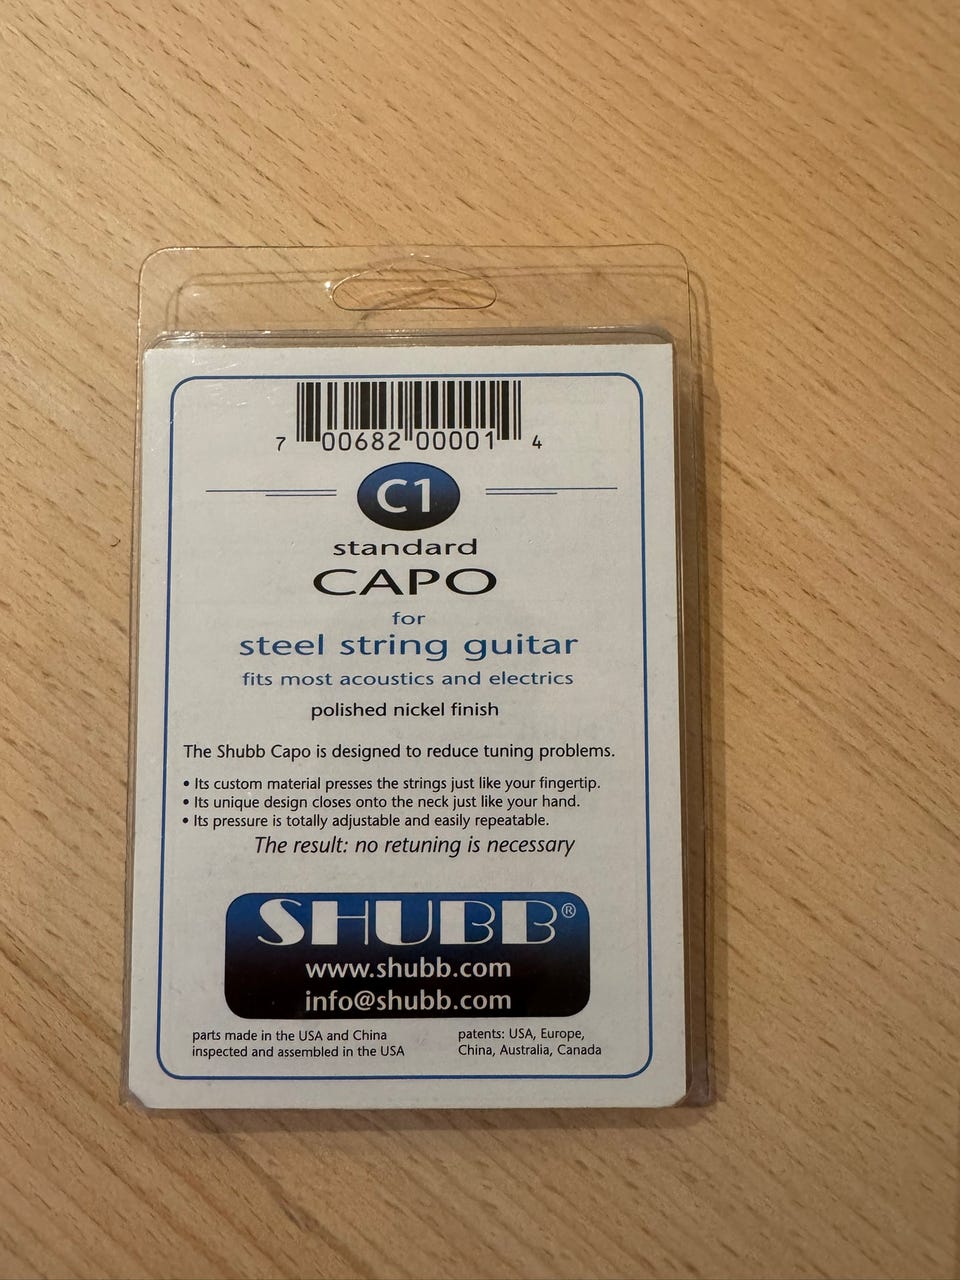 7 00682 00001 4
C1
standard
CAPO
for
steel string guitar
fits most acoustics and electrics
polished nickel finish
The Shubb Capo is designed to reduce tuning problems.
• Its custom material presses the strings just like your fingertip.
• Its unique design closes onto the neck just like your hand.
• Its pressure is totally adjustable and easily repeatable.
The result: no retuning is necessary
SHUBB®
www.shubb.com
info@shubb.com
parts made in the USA and China
inspected and assembled in the USA
patents: USA, Europe,
China, Australia, Canada